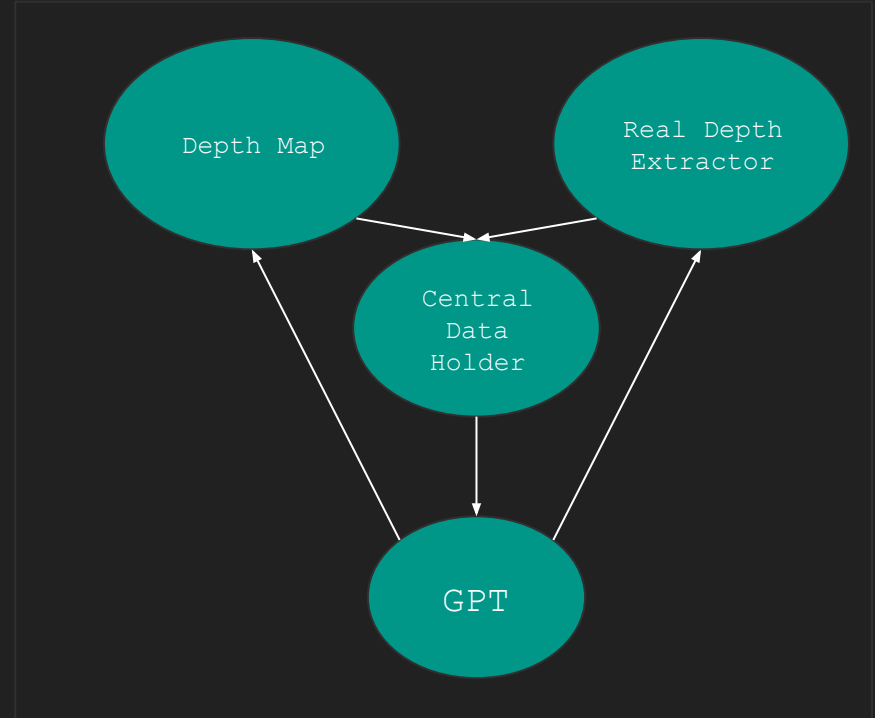 Depth Map
Real Depth
Extractor
Central
Data
Holder
GPT